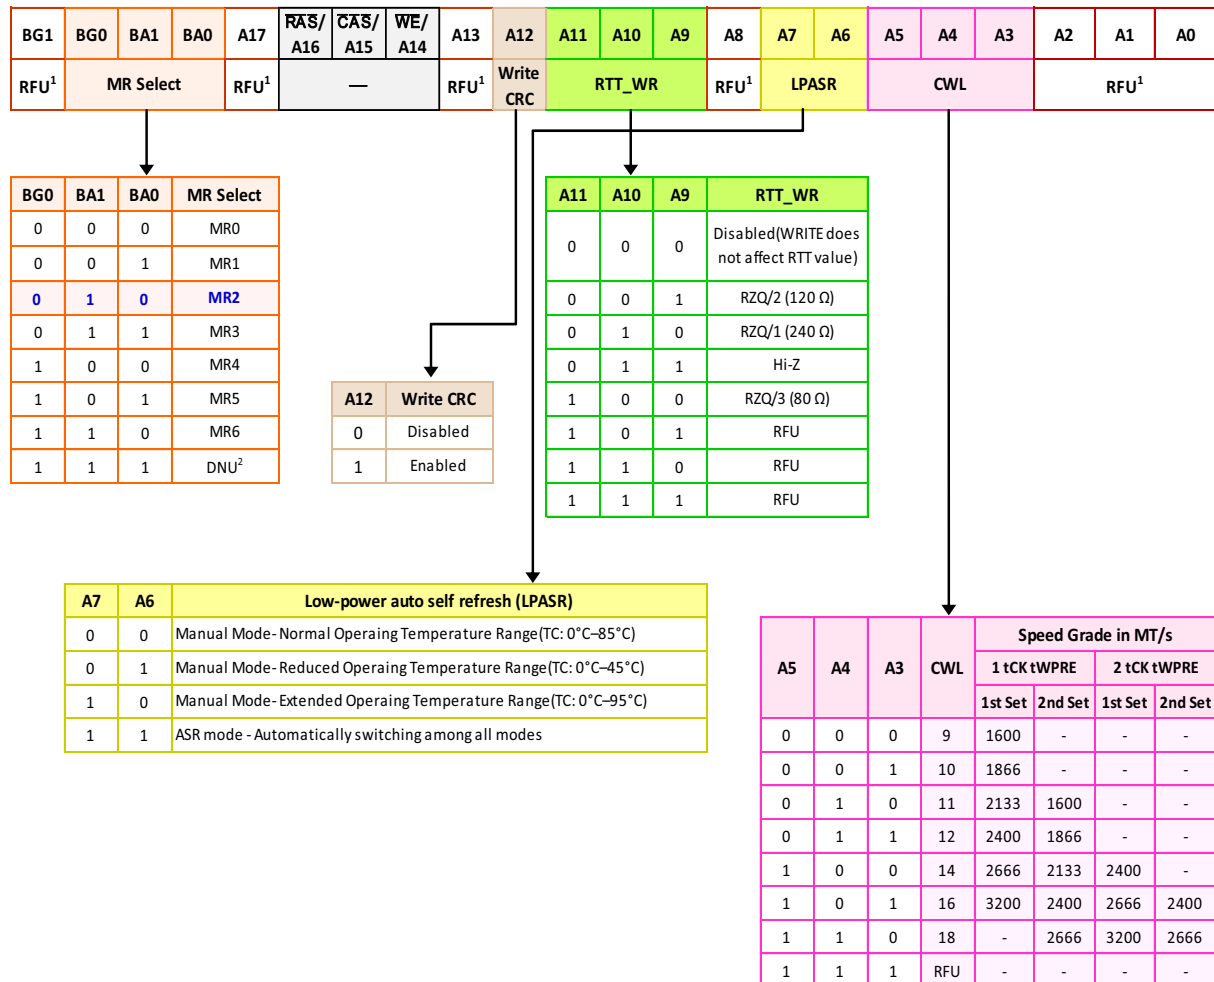 BG1 BG0 BA1 BA0 A17 RAS/ A16 CAS/ A15 WE/ A14 A13 A12 A11 A10 A9 A8 A7 A6 A5 A4 A3 A2 A1 A0
RFU1 MR Select RFU1 — RFU1 Write CRC RTT_WR RFU1 LPASR CWL RFU1
BG0 BA1 BA0 MR Select
0 0 0 MR0
0 0 1 MR1
0 1 0 MR2
0 1 1 MR3
1 0 0 MR4
1 0 1 MR5
1 1 0 MR6
1 1 1 DNU2
A12 Write CRC
0 Disabled
1 Enabled
A11 A10 A9 RTT_WR
0 0 0 Disabled(WRITE does
not affect RTT value)
0 0 1 RZQ/2 (120 Ω)
0 1 0 RZQ/1 (240 Ω)
0 1 1 Hi-Z
1 0 0 RZQ/3 (80 Ω)
1 0 1 RFU
1 1 0 RFU
1 1 1 RFU
A7 A6 Low-power auto self refresh (LPASR)
0 0 Manual Mode- Normal Operaing Temperature Range(TC: 0°C–85°C)
0 1 Manual Mode- Reduced Operaing Temperature Range(TC: 0°C–45°C)
1 0 Manual Mode- Extended Operaing Temperature Range(TC: 0°C–95°C)
1 1 ASR mode - Automatically switching among all modes
A5 A4 A3 CWL Speed Grade in MT/s
1 tCK tWPRE 2 tCK tWPRE
1st Set 2nd Set 1st Set 2nd Set
0 0 0 9 1600 - - -
0 0 1 10 1866 - - -
0 1 0 11 2133 1600 - -
0 1 1 12 2400 1866 - -
1 0 0 14 2666 2133 2400 -
1 0 1 16 3200 2400 2666 2400
1 1 0 18 - 2666 3200 2666
1 1 1 RFU - - - -